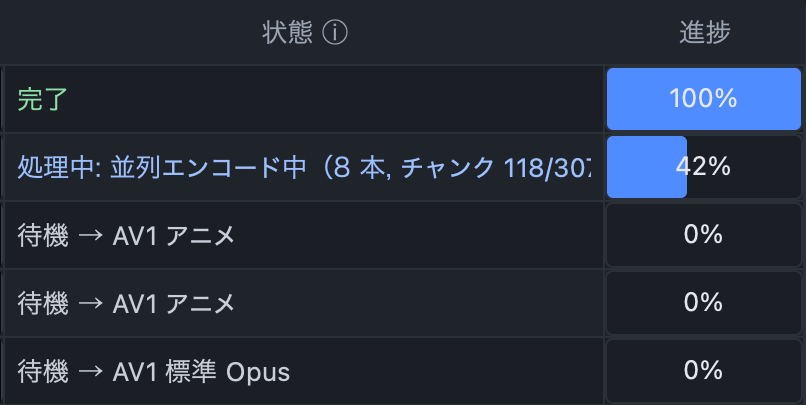 状態 ⓘ 進捗
完了 100%
処理中: 並列エンコード中（8 本, チャンク 118/307 42%
待機 → AV1 アニメ 0%
待機 → AV1 アニメ 0%
待機 → AV1 標準 Opus 0%